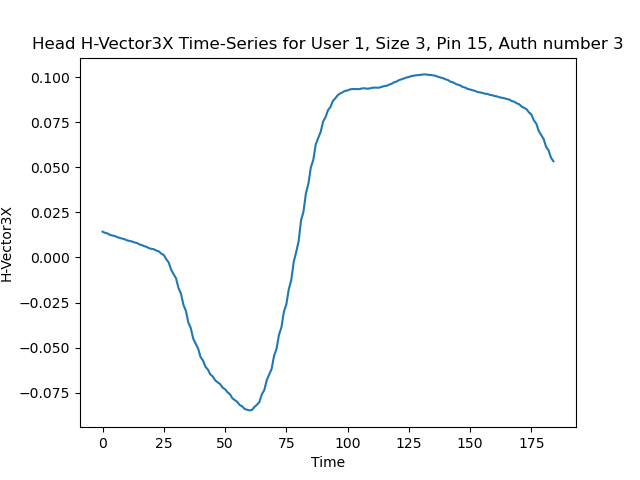 Head H-Vector3X Time-Series for User 1, Size 3, Pin 15, Auth number 3
H-Vector3X
0.100
0.075
0.050
0.025
0.000
−0.025
−0.050
−0.075
0 25 50 75 100 125 150 175
Time